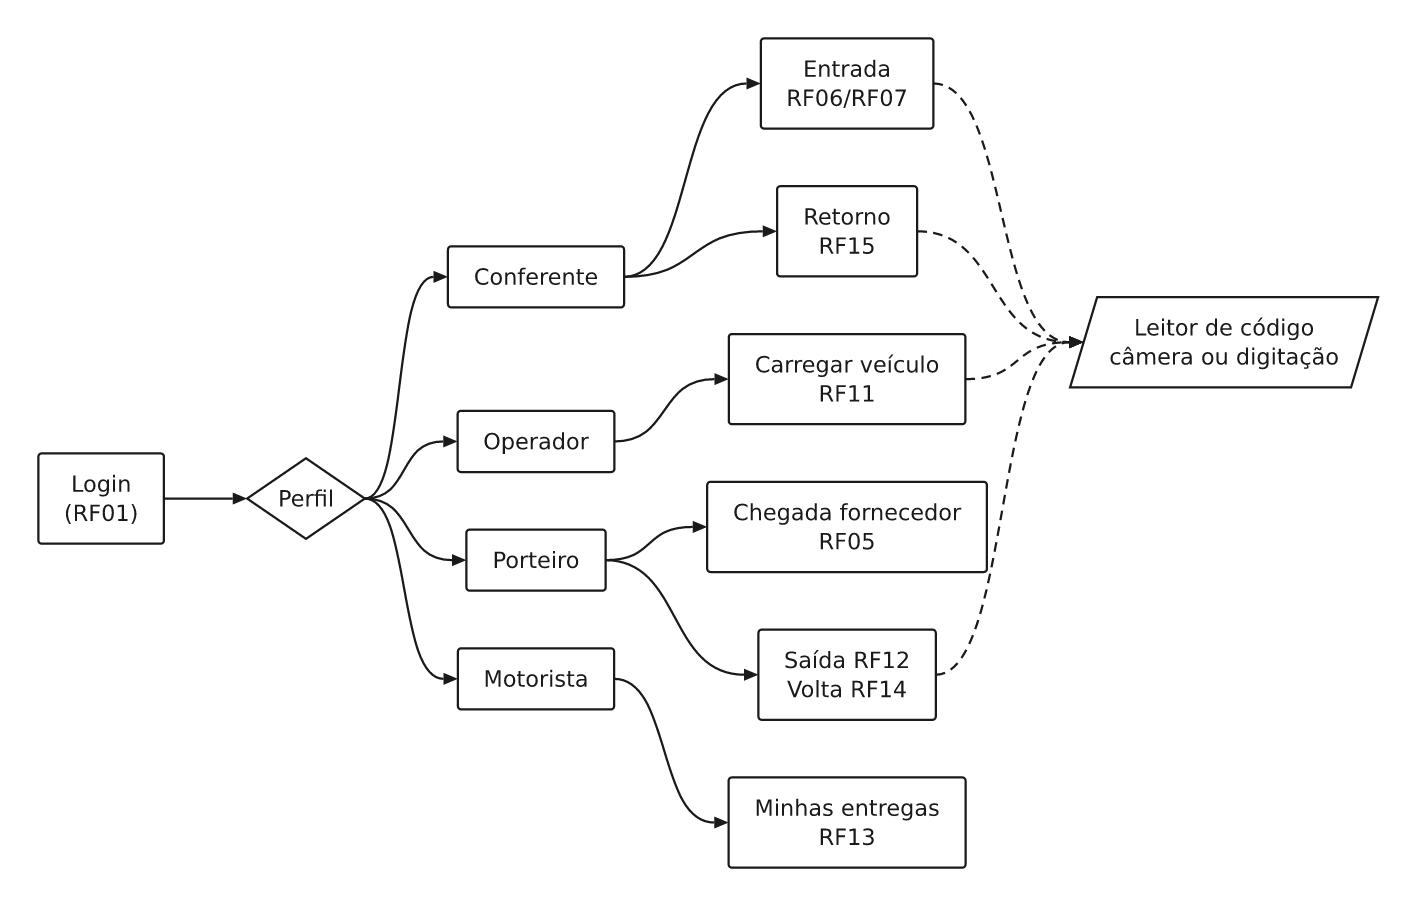 Login
(RF01)
Perfil
Conferente
Operador
Porteiro
Motorista
Entrada
RF06/RF07
Retorno
RF15
Carregar veículo
RF11
Chegada fornecedor
RF05
Saída RF12
Volta RF14
Minhas entregas
RF13
Leitor de código
câmera ou digitação